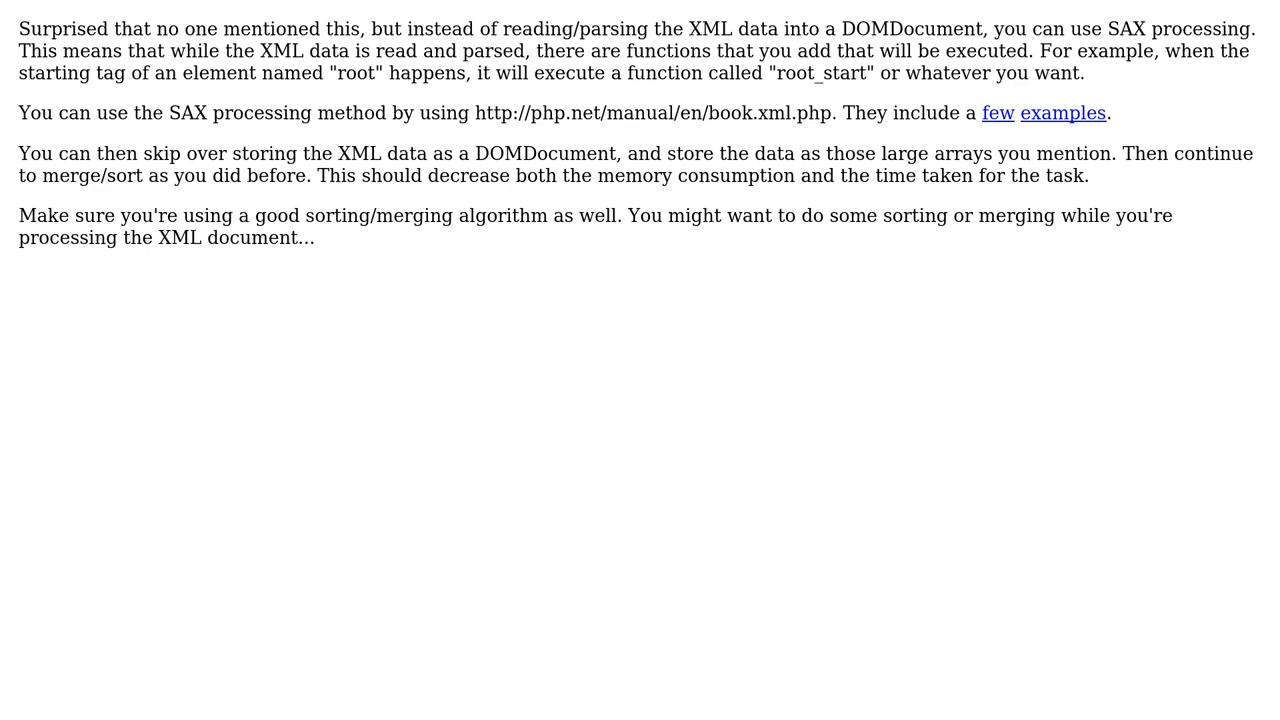 Surprised that no one mentioned this, but instead of reading/parsing the XML data into a DOMDocument, you can use SAX processing.
This means that while the XML data is read and parsed, there are functions that you add that will be executed. For example, when the
starting tag of an element named "root" happens, it will execute a function called "root_start" or whatever you want.
You can use the SAX processing method by using http://php.net/manual/en/book.xml.php. They include a few examples.
You can then skip over storing the XML data as a DOMDocument, and store the data as those large arrays you mention. Then continue
to merge/sort as you did before. This should decrease both the memory consumption and the time taken for the task.
Make sure you're using a good sorting/merging algorithm as well. You might want to do some sorting or merging while you're
processing the XML document...